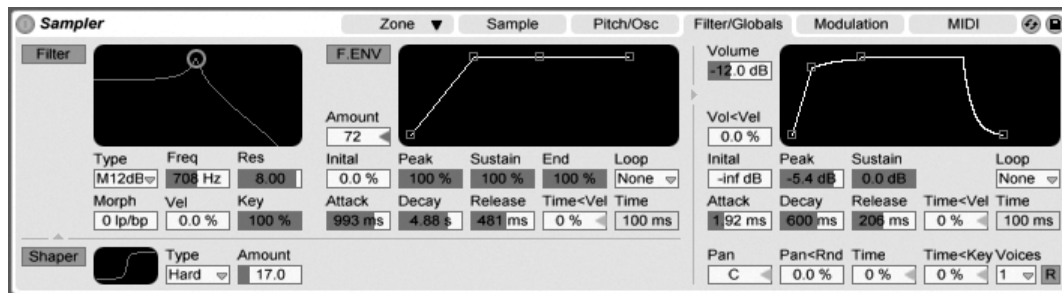 Sampler Zone Sample Pitch/Osc Filter/Globals Modulation MIDI
Filter F.ENV Volume
-12.0 dB
Amount Vol<Vel
72 0.0 %
Type Freq Res Inital Peak Sustain End Loop Inital Peak Sustain Loop
M12dB 708 Hz 8.00 0.0 % 100 % 100 % 100 % None -inf dB -5.4 dB 0.0 dB None
Morph Vel Key Attack Decay Release Time<Vel Time Attack Decay Release Time<Vel Time
0 lp/bp 0.0 % 100 % 993 ms 4.88 s 481 ms 0 % 100 ms 1.92 ms 600 ms 206 ms 0 % 100 ms
Shaper Type Amount Pan Pan<Rnd Time Time<Key Voices
Hard 17.0 C 0.0 % 0 % 0 % 1 R